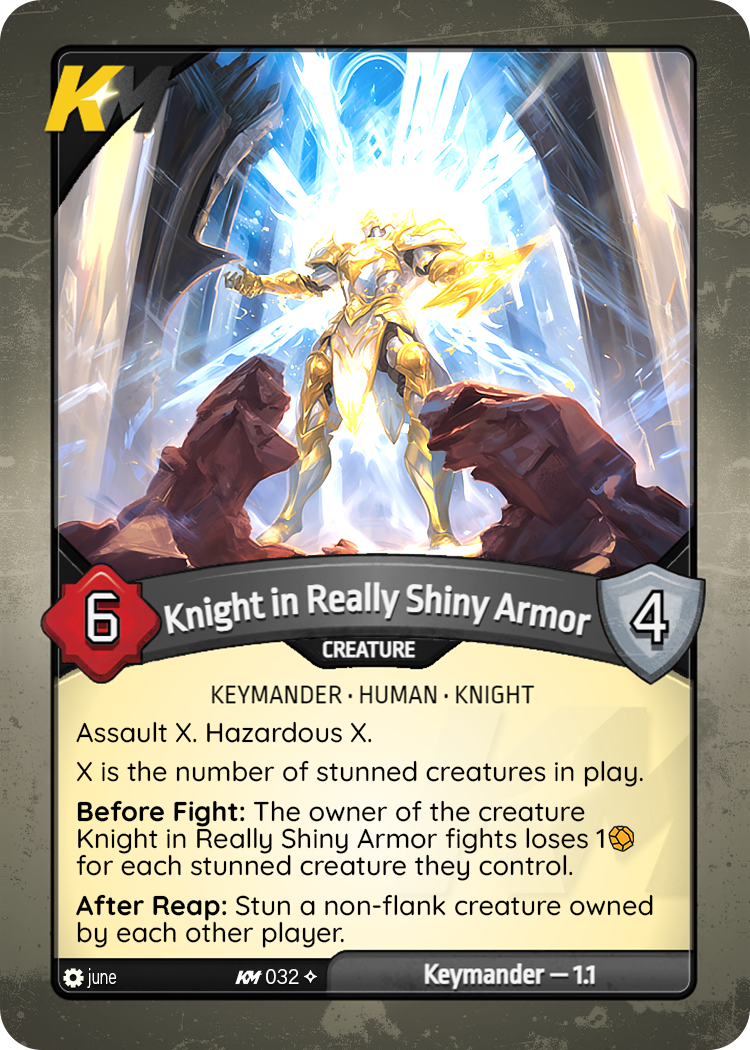 KM
6
Knight in Really Shiny Armor
4
CREATURE
KEYMANDER • HUMAN • KNIGHT
Assault X. Hazardous X.
X is the number of stunned creatures in play.
Before Fight: The owner of the creature
Knight in Really Shiny Armor fights loses 1
for each stunned creature they control.
After Reap: Stun a non-flank creature owned
by each other player.
june
KM 032
Keymander – 1.1